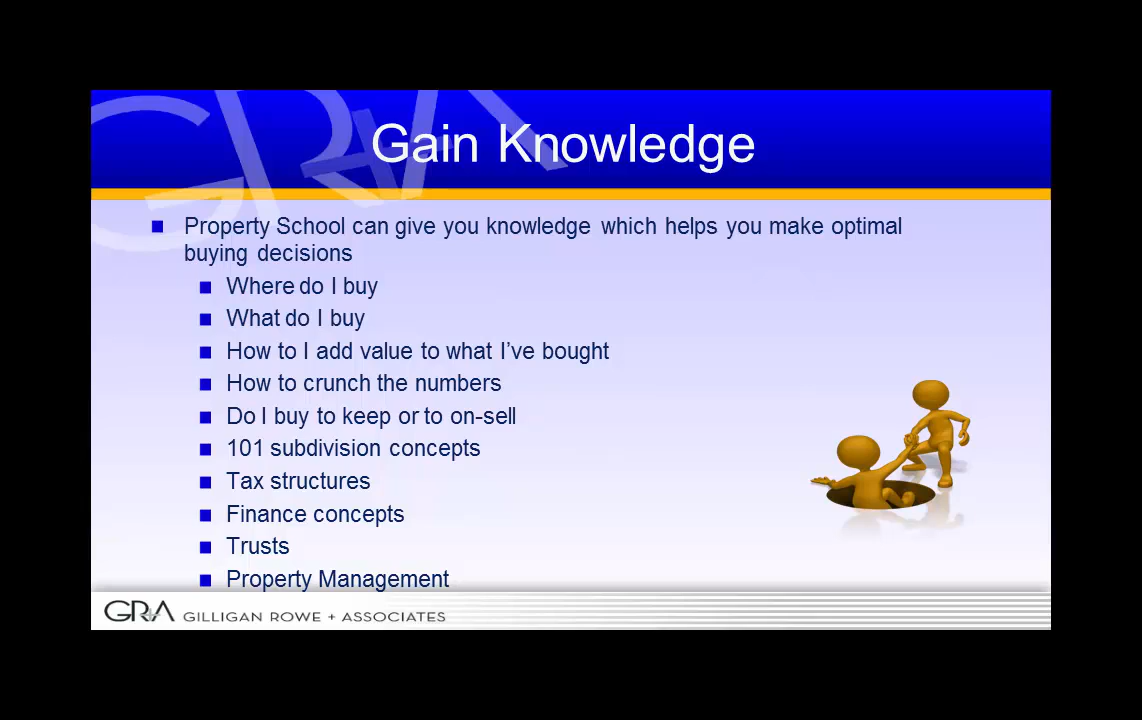 Gain Knowledge
Property School can give you knowledge which helps you make optimal
buying decisions
Where do I buy
What do I buy
How to I add value to what I've bought
How to crunch the numbers
Do I buy to keep or to on-sell
101 subdivision concepts
Tax structures
Finance concepts
Trusts
Property Management
GRA GILLIGAN ROWE + ASSOCIATES